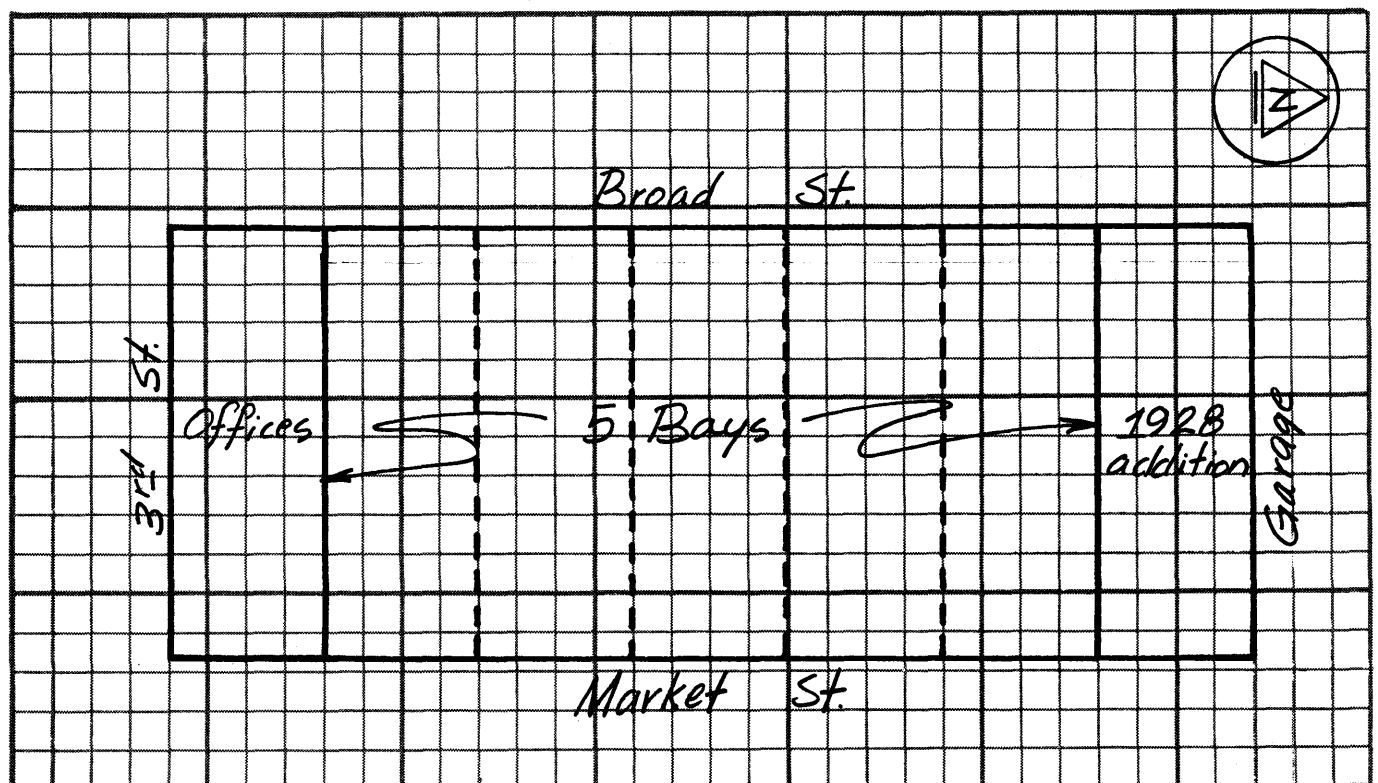 N
Broad St.
3rd St.
Offices
5 Bays
1928
addition
Garage
Market St.